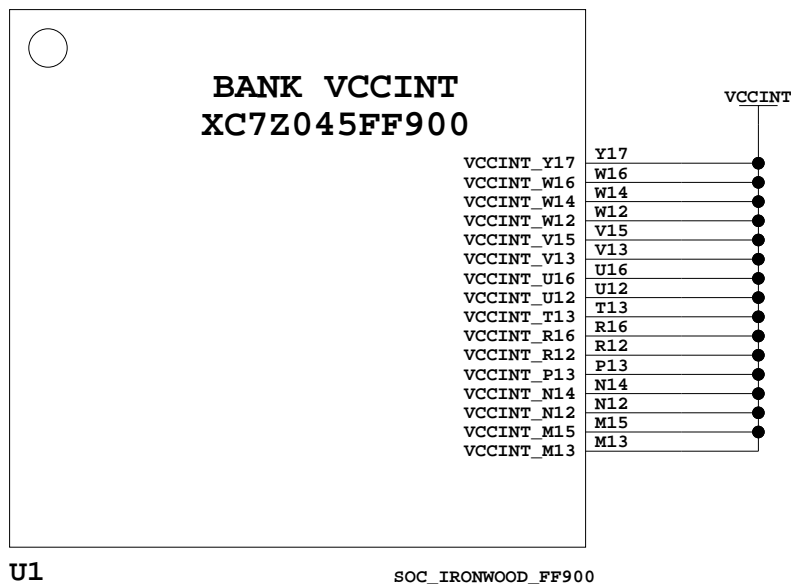 BANK VCCINT
XC7Z045FF900
VCCINT
VCCINT_Y17 Y17
VCCINT_W16 W16
VCCINT_W14 W14
VCCINT_W12 W12
VCCINT_V15 V15
VCCINT_V13 V13
VCCINT_U16 U16
VCCINT_U12 U12
VCCINT_T13 T13
VCCINT_R16 R16
VCCINT_R12 R12
VCCINT_P13 P13
VCCINT_N14 N14
VCCINT_N12 N12
VCCINT_M15 M15
VCCINT_M13 M13
U1 SOC_IRONWOOD_FF900